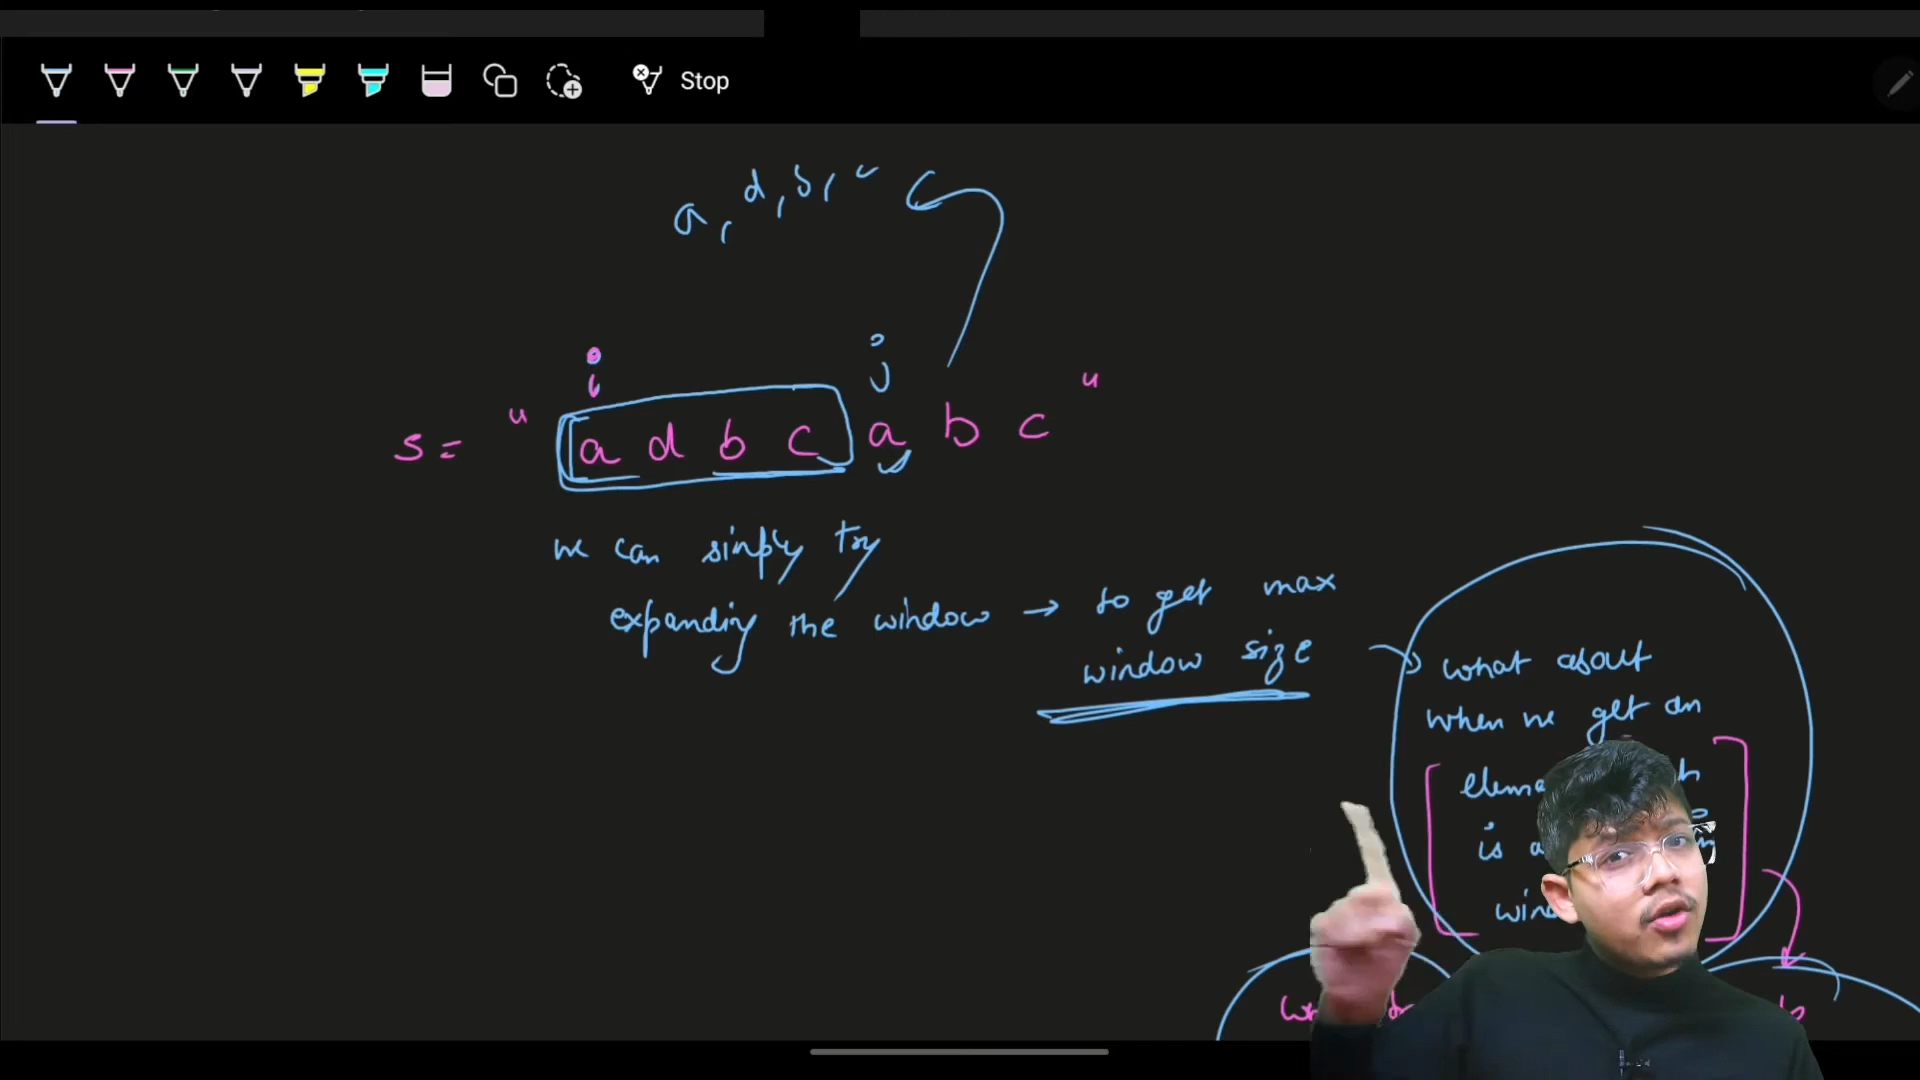 Stop
a, d, b, c
i
j
s = " a d b c a b c "
we can simply try
expanding the window → to get max
window size
what about
when we get an
is